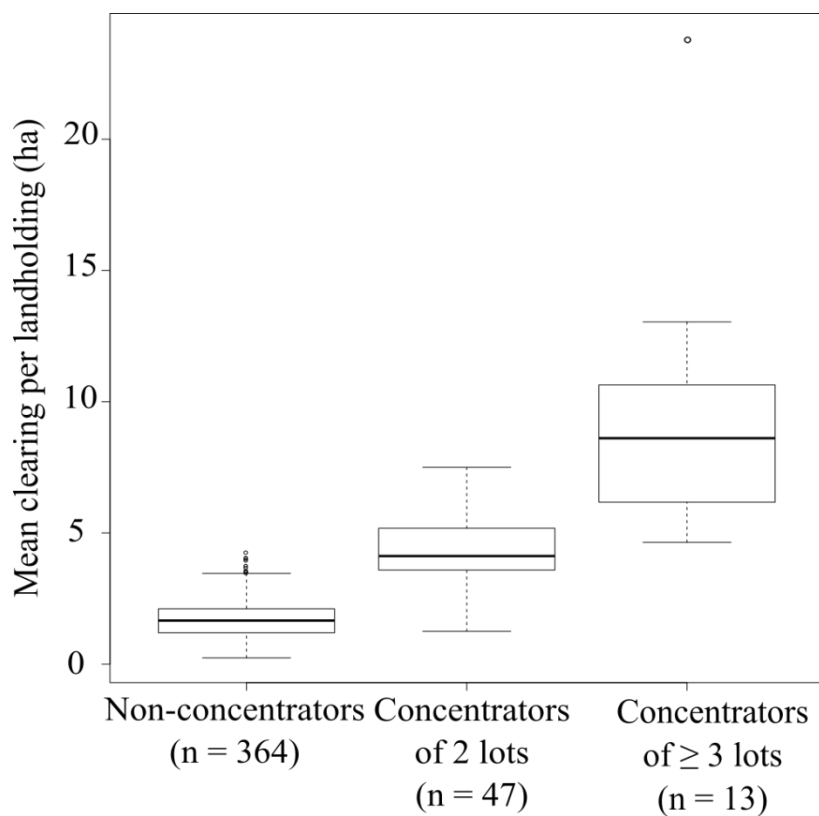 Mean clearing per landholding (ha)
20
15
10
5
0
Non-concentrators
(n = 364)
Concentrators
of 2 lots
(n = 47)
Concentrators
of ≥ 3 lots
(n = 13)